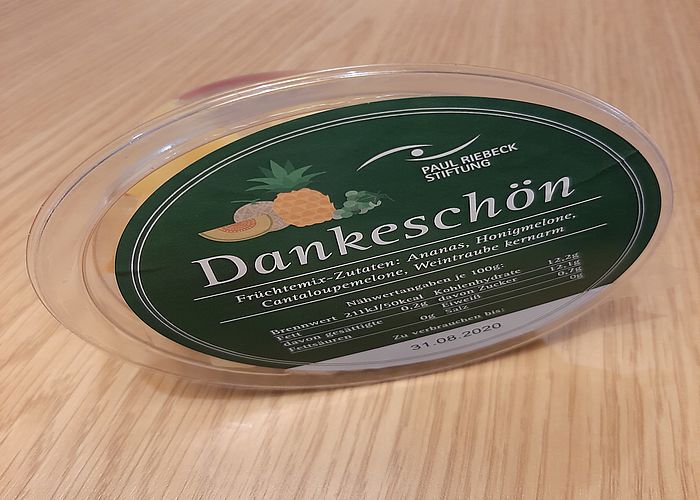 PAUL RIEBECK
STIFTUNG
Dankeschön
Früchtemix-Zutaten: Ananas, Honigmelone,
Cantaloupemelone, Weintraube kernarm
Nährwertangaben je 100g:
Brennwert 211kJ/50kcal Kohlenhydrate 12,2g
Fett 0,2g davon Zucker 12,1g
davon gesättigte Eiweiß 0,7g
Fettsäuren 0g Salz 0g
Zu verbrauchen bis:
31.08.2020